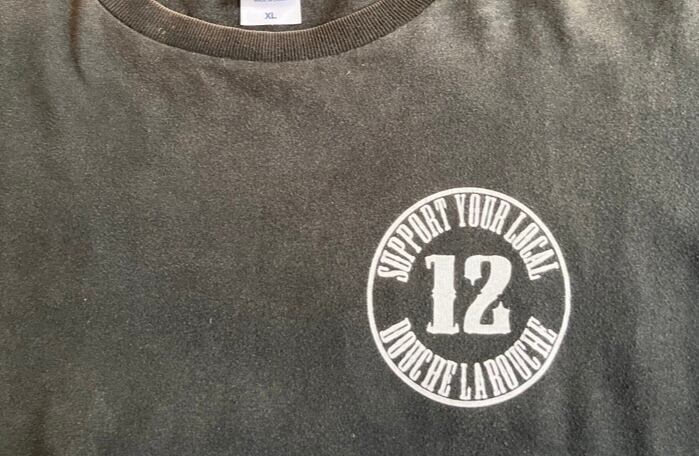 XL
SUPPORT YOUR LOCAL
12
DOUCHE LAROUCHE